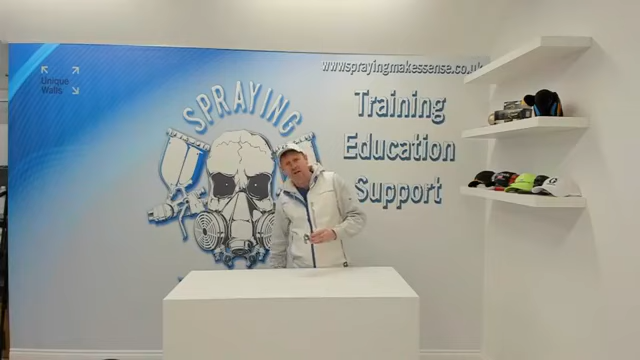 www.sprayingmakessense.co.uk
Unique
Walls
SPRAYING
Training
Education
Support